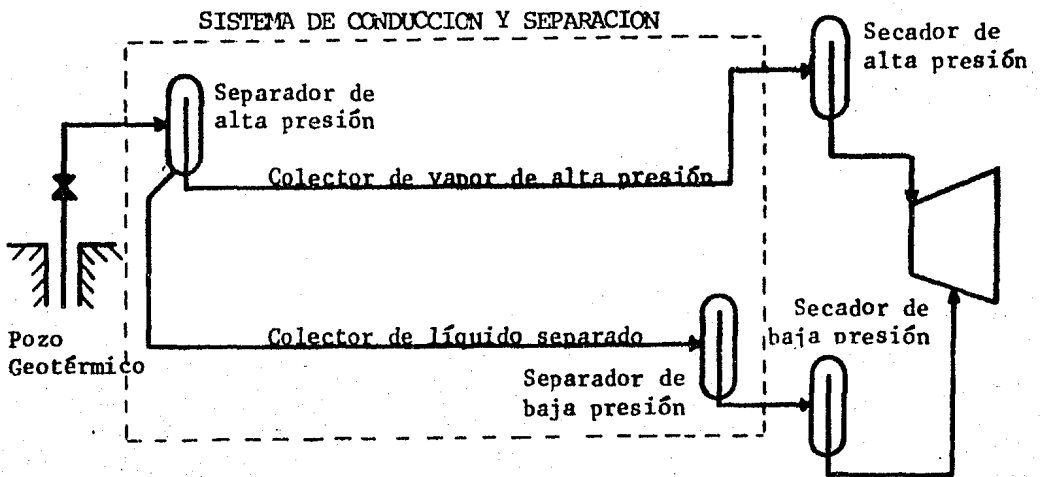 SISTEMA DE CONDUCCION Y SEPARACION
Secador de
alta presión
Separador de
alta presión
Colector de vapor de alta presión
Pozo
Geotérmico
Colector de líquido separado
Separador de
baja presión
Secador de
baja presión